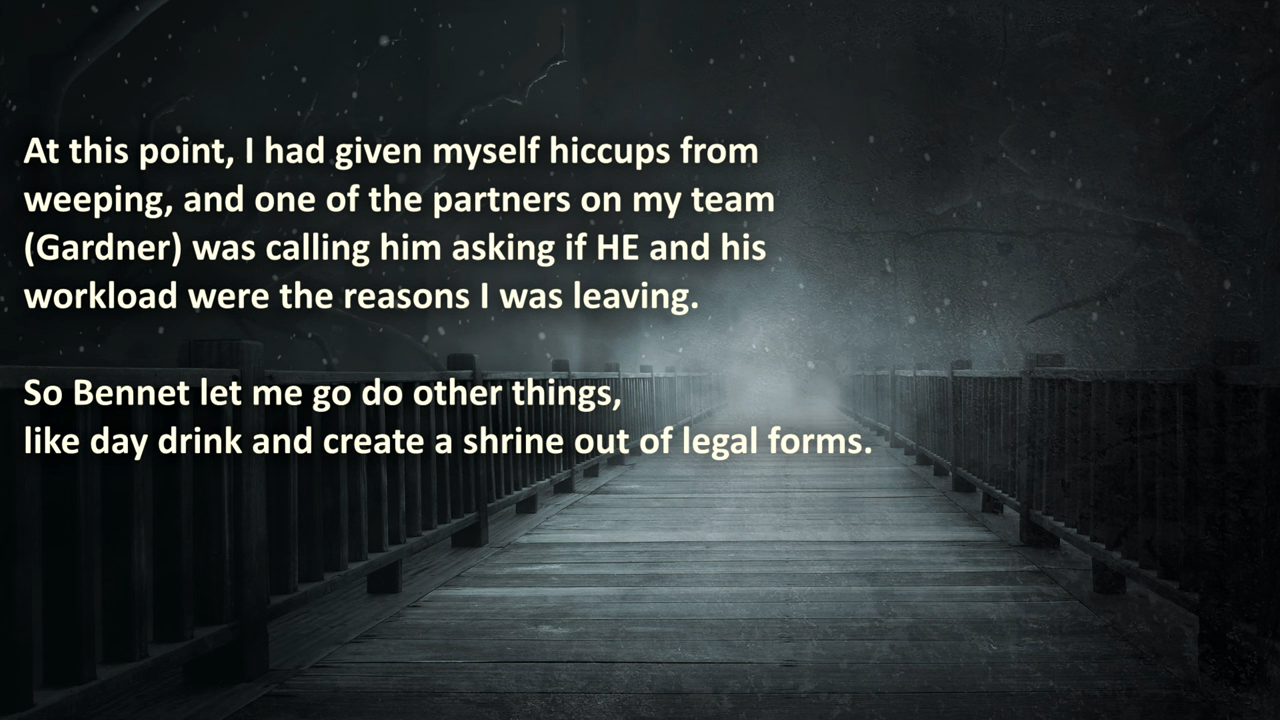 At this point, I had given myself hiccups from
weeping, and one of the partners on my team
(Gardner) was calling him asking if HE and his
workload were the reasons I was leaving.
So Bennet let me go do other things,
like day drink and create a shrine out of legal forms.